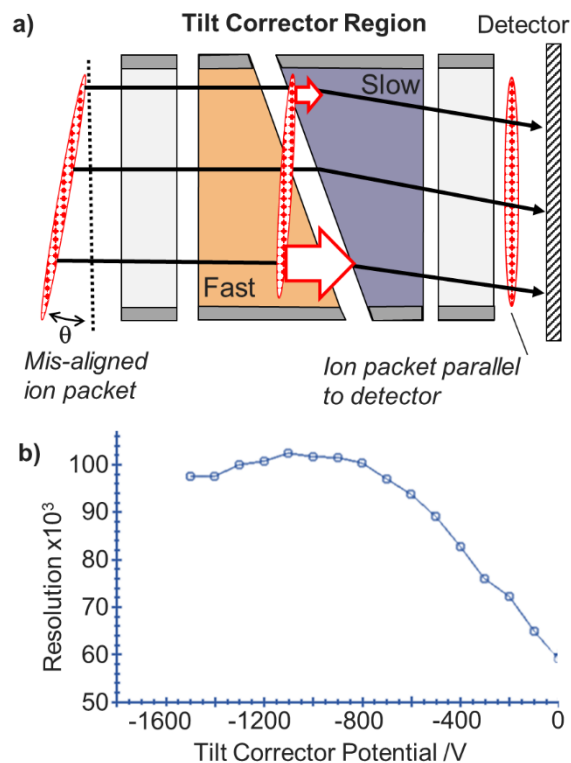 a)
Tilt Corrector Region
Detector
Slow
Fast
θ
Mis-aligned
ion packet
Ion packet parallel
to detector
b)
Resolution x10³
100
90
80
70
60
50
-1600
-1200
-800
-400
0
Tilt Corrector Potential /V